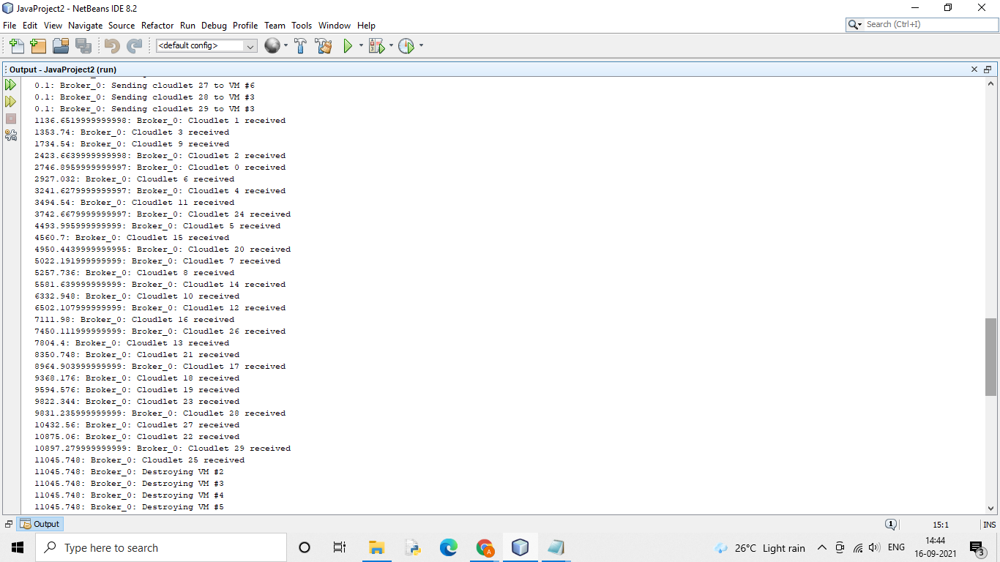 JavaProject2 - NetBeans IDE 8.2
File Edit View Navigate Source Refactor Run Debug Profile Team Tools Window Help
Search (Ctrl+I)
<default config>
Output - JavaProject2 (run)
0.1: Broker_0: Sending cloudlet 27 to VM #6
0.1: Broker_0: Sending cloudlet 28 to VM #3
0.1: Broker_0: Sending cloudlet 29 to VM #3
1136.6519999999998: Broker_0: Cloudlet 1 received
1353.74: Broker_0: Cloudlet 3 received
1734.54: Broker_0: Cloudlet 9 received
2423.6639999999998: Broker_0: Cloudlet 2 received
2746.8959999999997: Broker_0: Cloudlet 0 received
2927.032: Broker_0: Cloudlet 6 received
3241.6279999999997: Broker_0: Cloudlet 4 received
3494.54: Broker_0: Cloudlet 11 received
3742.6679999999997: Broker_0: Cloudlet 24 received
4493.995999999999: Broker_0: Cloudlet 5 received
4560.7: Broker_0: Cloudlet 15 received
4950.4439999999995: Broker_0: Cloudlet 20 received
5022.191999999999: Broker_0: Cloudlet 7 received
5257.736: Broker_0: Cloudlet 8 received
5581.639999999999: Broker_0: Cloudlet 14 received
6332.948: Broker_0: Cloudlet 10 received
6502.107999999999: Broker_0: Cloudlet 12 received
7111.98: Broker_0: Cloudlet 16 received
7450.111999999999: Broker_0: Cloudlet 26 received
7804.4: Broker_0: Cloudlet 13 received
8350.748: Broker_0: Cloudlet 21 received
8964.903999999999: Broker_0: Cloudlet 17 received
9368.176: Broker_0: Cloudlet 18 received
9594.576: Broker_0: Cloudlet 19 received
9822.344: Broker_0: Cloudlet 23 received
9831.235999999999: Broker_0: Cloudlet 28 received
10432.56: Broker_0: Cloudlet 27 received
10875.06: Broker_0: Cloudlet 22 received
10897.279999999999: Broker_0: Cloudlet 29 received
11045.748: Broker_0: Cloudlet 25 received
11045.748: Broker_0: Destroying VM #2
11045.748: Broker_0: Destroying VM #3
11045.748: Broker_0: Destroying VM #4
11045.748: Broker_0: Destroying VM #5
Output
1
15:1
INS
Type here to search
A
26°C Light rain
ENG
14:44
16-09-2021
3